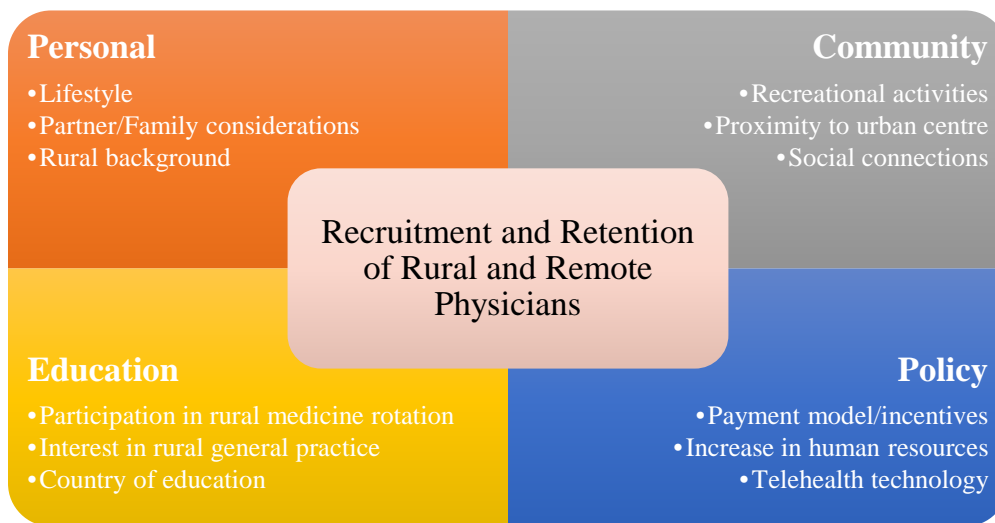 Personal
•Lifestyle
•Partner/Family considerations
•Rural background
Community
•Recreational activities
•Proximity to urban centre
•Social connections
Recruitment and Retention
of Rural and Remote
Physicians
Education
•Participation in rural medicine rotation
•Interest in rural general practice
•Country of education
Policy
•Payment model/incentives
•Increase in human resources
•Telehealth technology